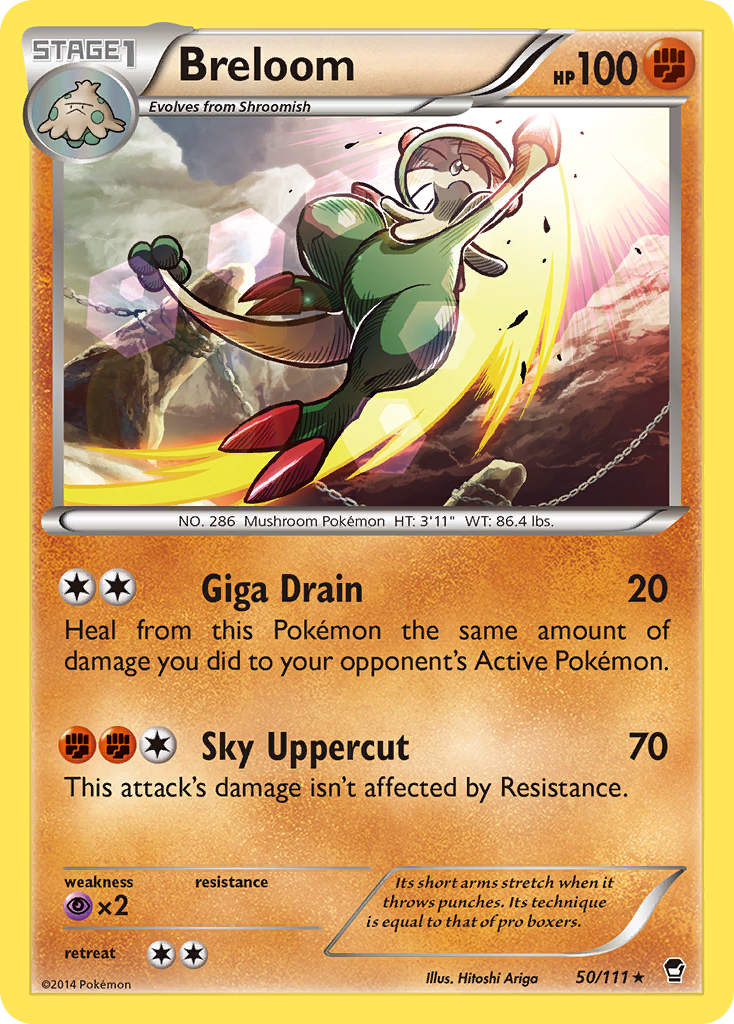 STAGE1
Breloom
HP100
Evolves from Shroomish
NO. 286 Mushroom Pokémon HT: 3'11" WT: 86.4 lbs.
Giga Drain 20
Heal from this Pokémon the same amount of
damage you did to your opponent's Active Pokémon.
Sky Uppercut 70
This attack's damage isn't affected by Resistance.
weakness resistance
×2
retreat
Its short arms stretch when it
throws punches. Its technique
is equal to that of pro boxers.
©2014 Pokémon
Illus. Hitoshi Ariga
50/111 ★